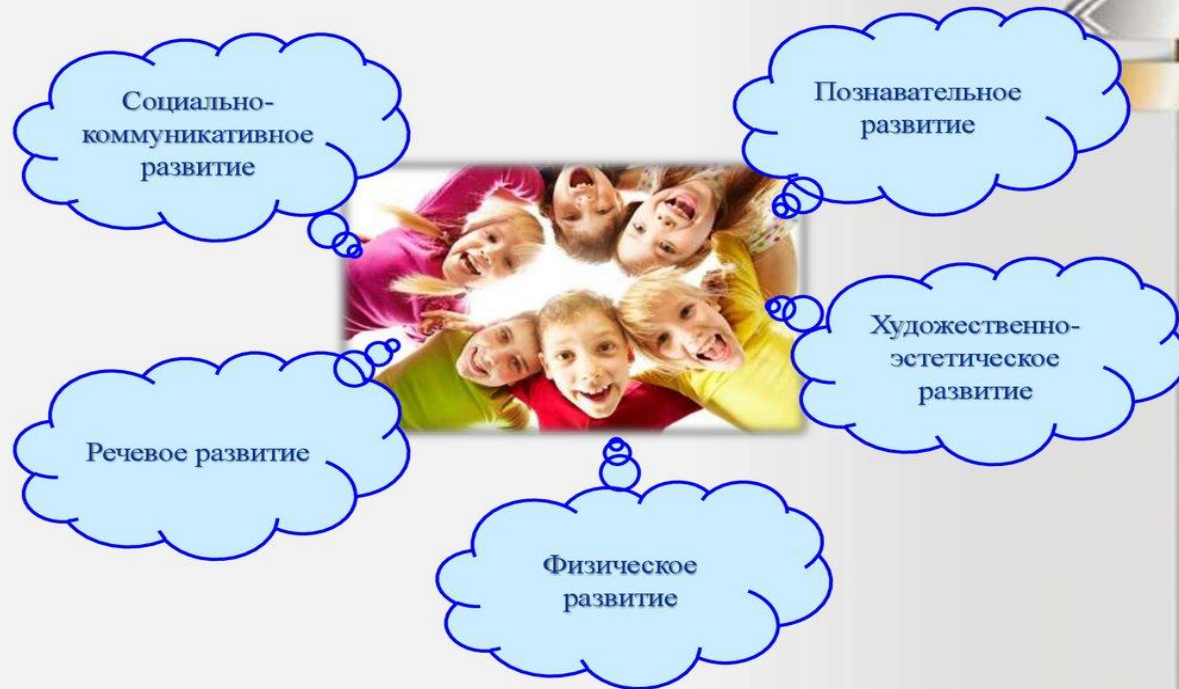 Социально-
коммуникативное
развитие
Познавательное
развитие
Художественно-
эстетическое
развитие
Речевое развитие
Физическое
развитие